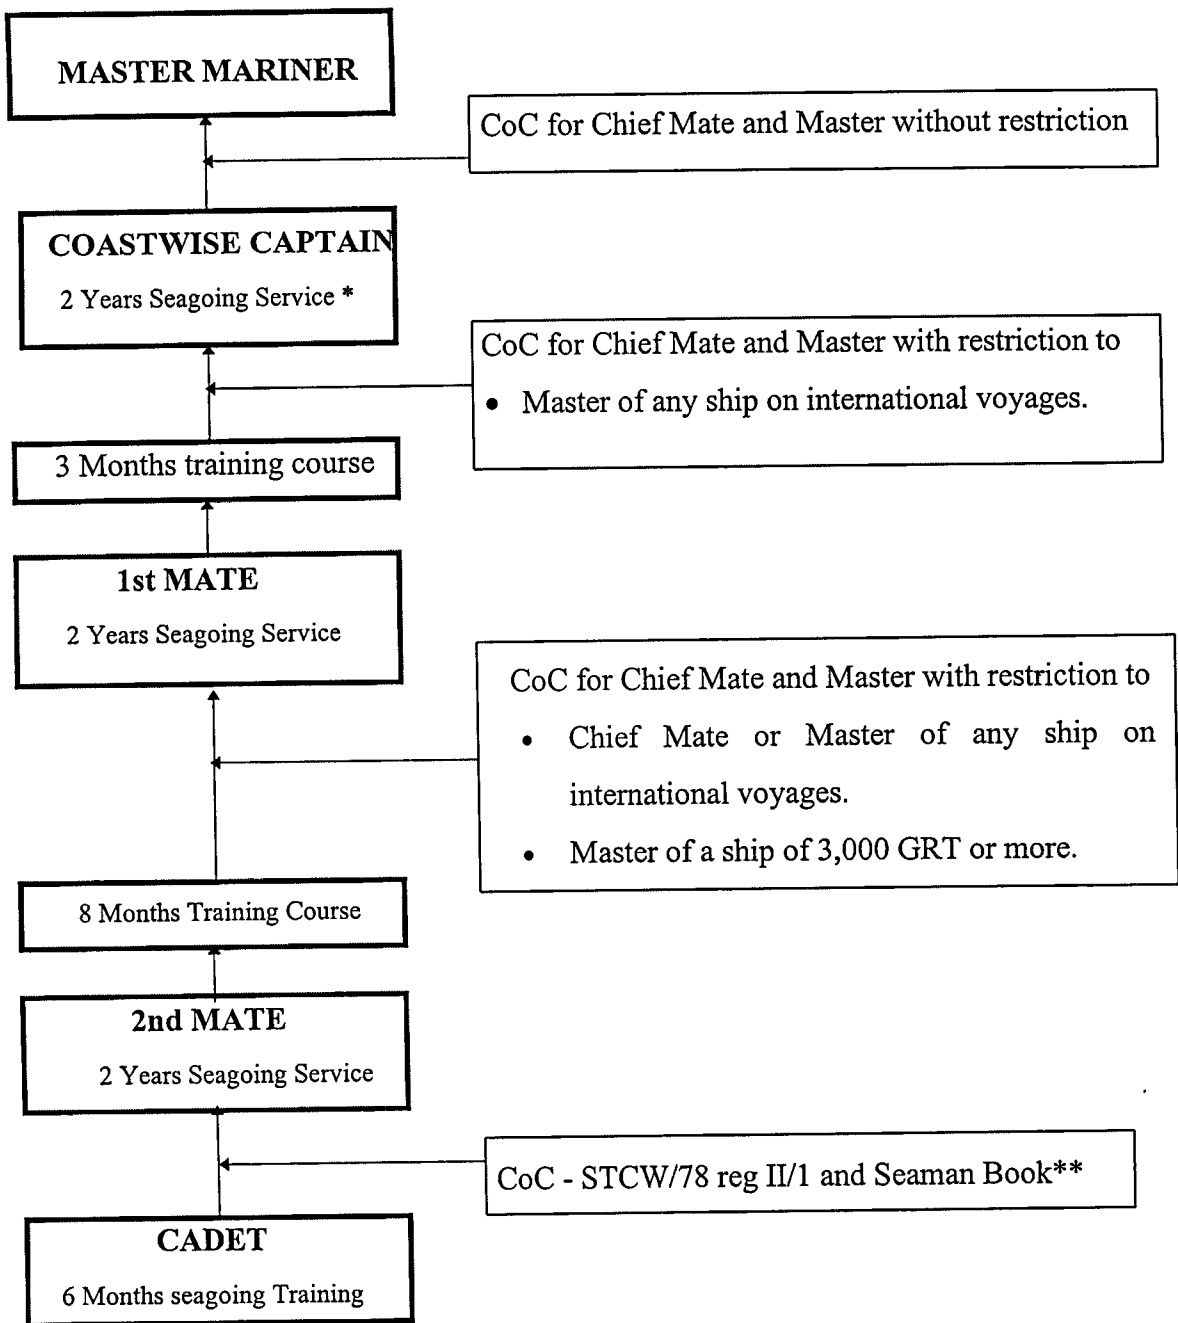 MASTER MARINER
CoC for Chief Mate and Master without restriction
COASTWISE CAPTAIN
2 Years Seagoing Service *
CoC for Chief Mate and Master with restriction to
• Master of any ship on international voyages.
3 Months training course
1st MATE
2 Years Seagoing Service
CoC for Chief Mate and Master with restriction to
• Chief Mate or Master of any ship on
international voyages.
• Master of a ship of 3,000 GRT or more.
8 Months Training Course
2nd MATE
2 Years Seagoing Service
CoC - STCW/78 reg II/1 and Seaman Book**
CADET
6 Months seagoing Training